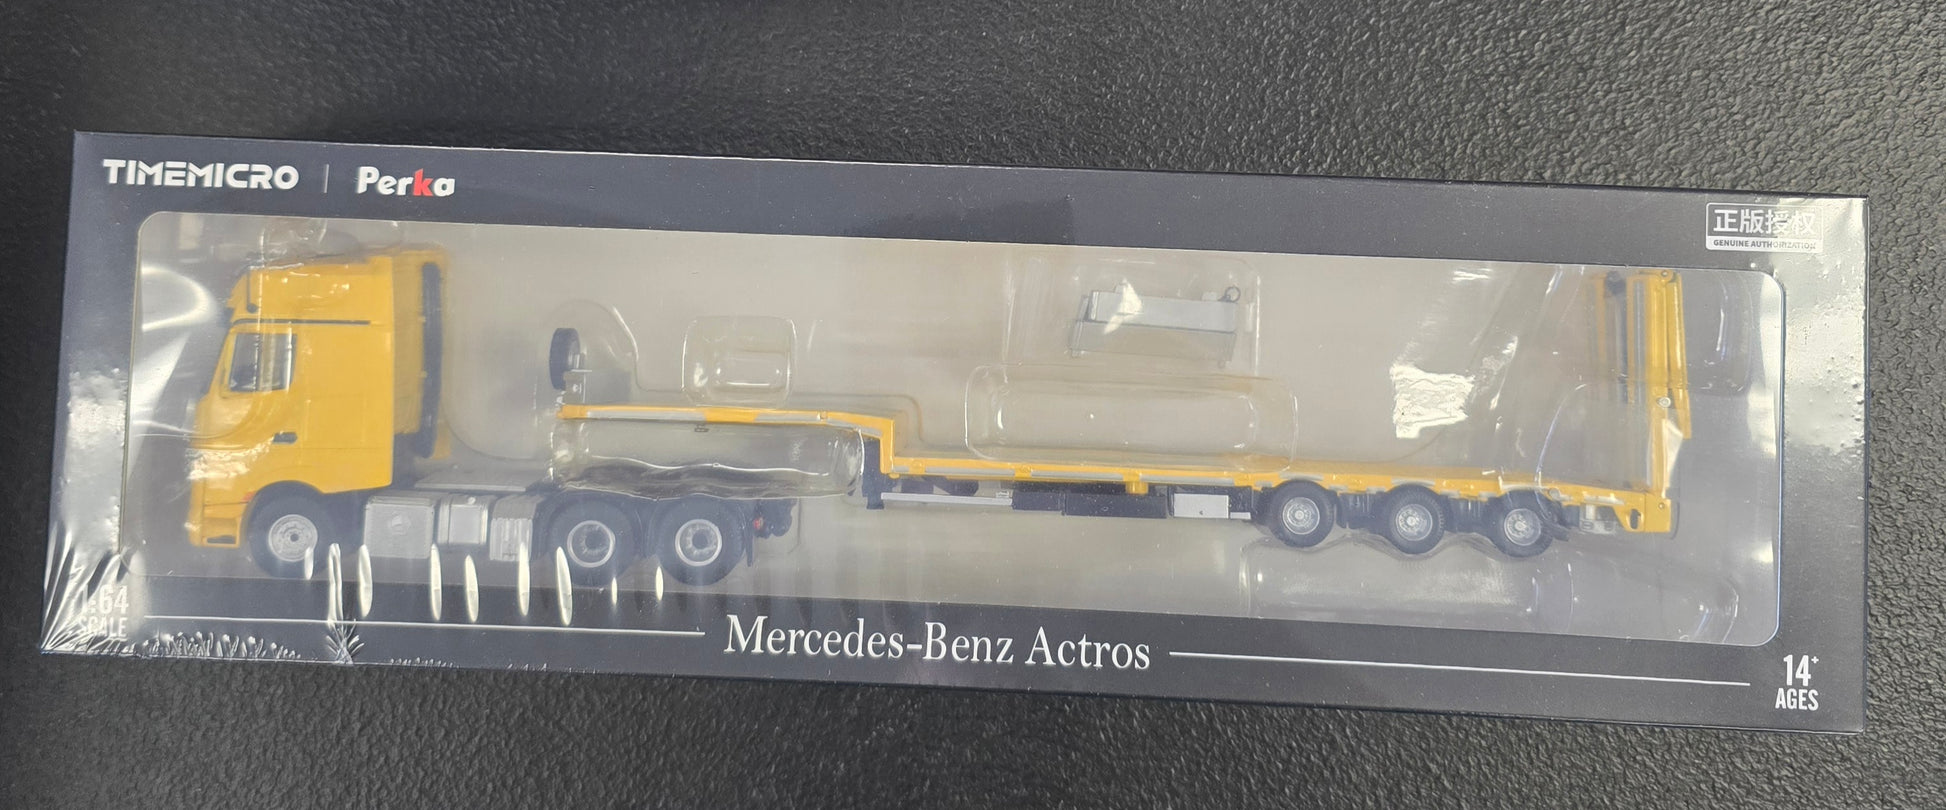 TIMEMICRO | Perka
正版授权
GENUINE AUTHORIZATION
1:64
SCALE
Mercedes-Benz Actros
14+
AGES